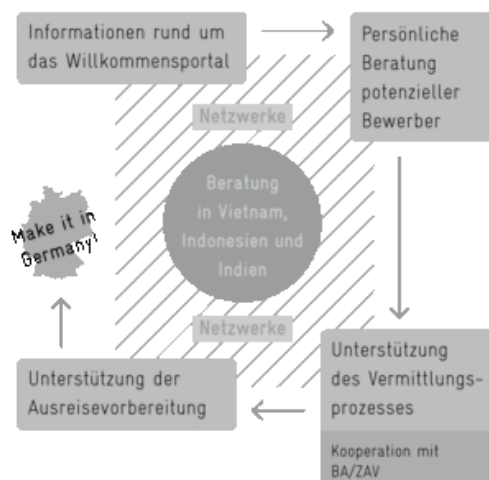 Informationen rund um
das Willkommensportal
Persönliche
Beratung
potenzieller
Bewerber
Netzwerke
Beratung
in Vietnam,
Indonesien und
Indien
Make it in
Germany!
Netzwerke
Unterstützung der
Ausreisevorbereitung
Unterstützung
des Vermittlungs-
prozesses
Kooperation mit
BA/ZAV